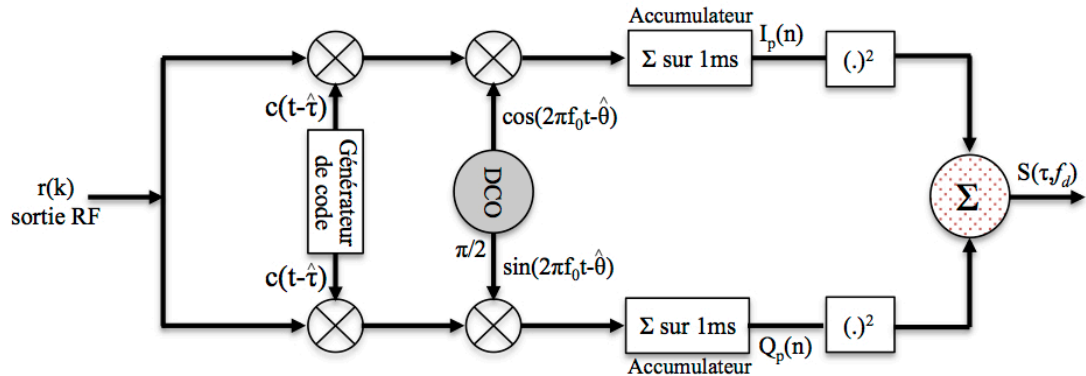 Accumulateur
Σ sur 1ms
I_p(n)
(.)²
c(t-τ̂)
cos(2πf₀t-θ̂)
r(k)
sortie RF
Générateur
de code
DCO
Σ
S(τ,f_d)
π/2
c(t-τ̂)
sin(2πf₀t-θ̂)
Σ sur 1ms
Q_p(n)
(.)²
Accumulateur